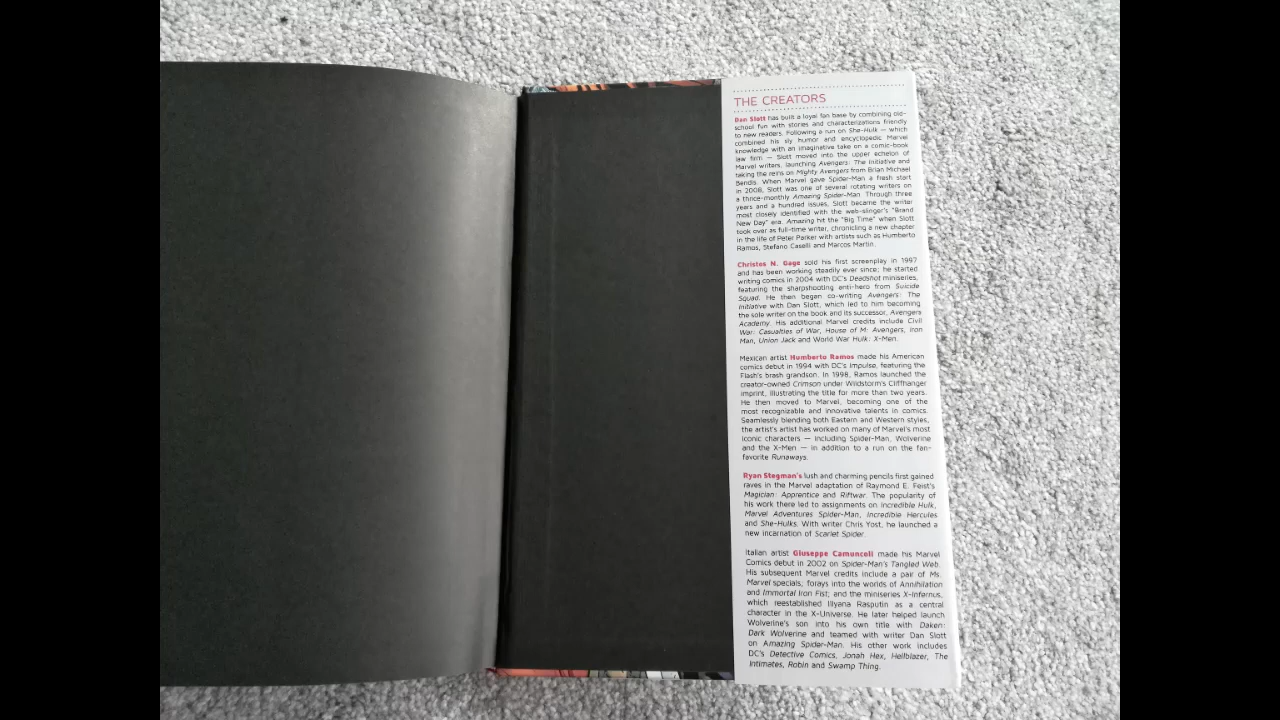 THE CREATORS
Dan Slott has built a loyal fan base by combining old-
school fun with stories and characterizations friendly
to new readers. Following a run on She-Hulk — which
combined his sly humor and encyclopedic Marvel
knowledge with an imaginative take on a comic-book
law firm — Slott moved into the upper echelon of
Marvel writers, launching Avengers: The Initiative and
taking the reins on Mighty Avengers from Brian Michael
Bendis. When Marvel gave Spider-Man a fresh start
in 2008, Slott was one of several rotating writers on
a thrice-monthly Amazing Spider-Man. Through three
years and a hundred issues, Slott became the writer
most closely identified with the web-slinger's "Brand
New Day" era. Amazing hit the "Big Time" when Slott
took over as full-time writer, chronicling a new chapter
in the life of Peter Parker with artists such as Humberto
Ramos, Stefano Caselli and Marcos Martin.
Christos N. Gage sold his first screenplay in 1997
and has been working steadily ever since; he started
writing comics in 2004 with DC's Deadshot miniseries,
featuring the sharpshooting anti-hero from Suicide
Squad. He then began co-writing Avengers: The
Initiative with Dan Slott, which led to him becoming
the sole writer on the book and its successor, Avengers
Academy. His additional Marvel credits include Civil
War: Casualties of War, House of M: Avengers, Iron
Man, Union Jack and World War Hulk: X-Men.
Mexican artist Humberto Ramos made his American
comics debut in 1994 with DC's Impulse, featuring the
Flash's brash grandson. In 1998, Ramos launched the
creator-owned Crimson under Wildstorm's Cliffhanger
imprint, illustrating the title for more than two years.
He then moved to Marvel, becoming one of the
most recognizable and innovative talents in comics.
Seamlessly blending both Eastern and Western styles,
the artist's artist has worked on many of Marvel's most
iconic characters — including Spider-Man, Wolverine
and the X-Men — in addition to a run on the fan-
favorite Runaways.
Ryan Stegman's lush and charming pencils first gained
raves in the Marvel adaptation of Raymond E. Feist's
Magician: Apprentice and Riftwar. The popularity of
his work there led to assignments on Incredible Hulk,
Marvel Adventures Spider-Man, Incredible Hercules
and She-Hulks. With writer Chris Yost, he launched a
new incarnation of Scarlet Spider.
Italian artist Giuseppe Camuncoli made his Marvel
Comics debut in 2002 on Spider-Man's Tangled Web.
His subsequent Marvel credits include a pair of Ms.
Marvel specials; forays into the worlds of Annihilation
and Immortal Iron Fist; and the miniseries X-Infernus,
which reestablished Illyana Rasputin as a central
character in the X-Universe. He later helped launch
Wolverine's son into his own title with Daken:
Dark Wolverine and teamed with writer Dan Slott
on Amazing Spider-Man. His other work includes
DC's Detective Comics, Jonah Hex, Hellblazer, The
Intimates, Robin and Swamp Thing.